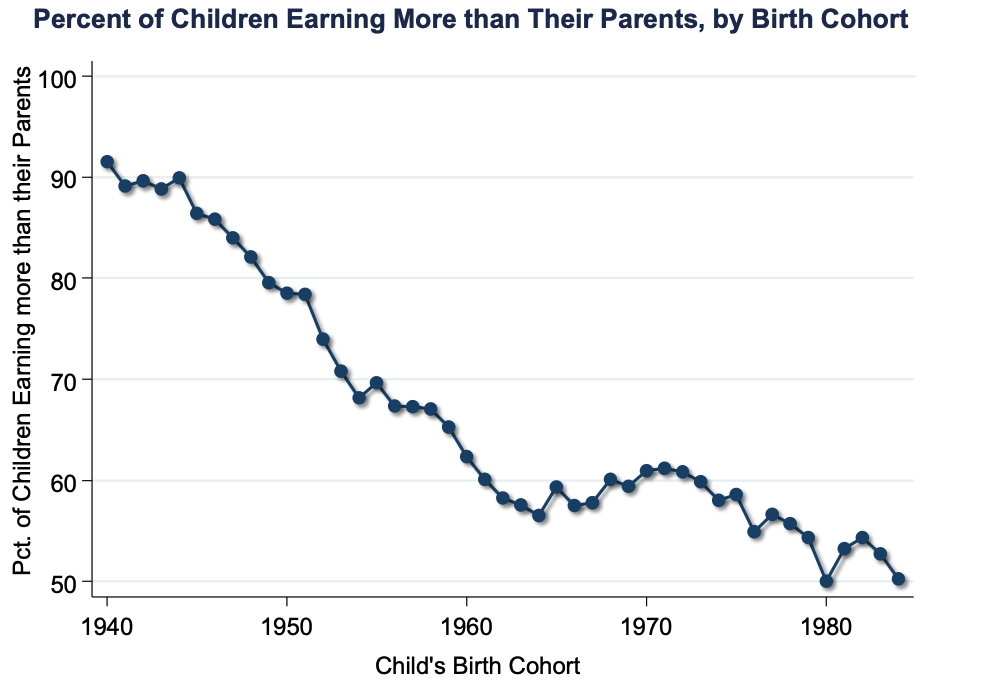 Percent of Children Earning More than Their Parents, by Birth Cohort
Pct. of Children Earning more than their Parents
100
90
80
70
60
50
1940 1950 1960 1970 1980
Child's Birth Cohort